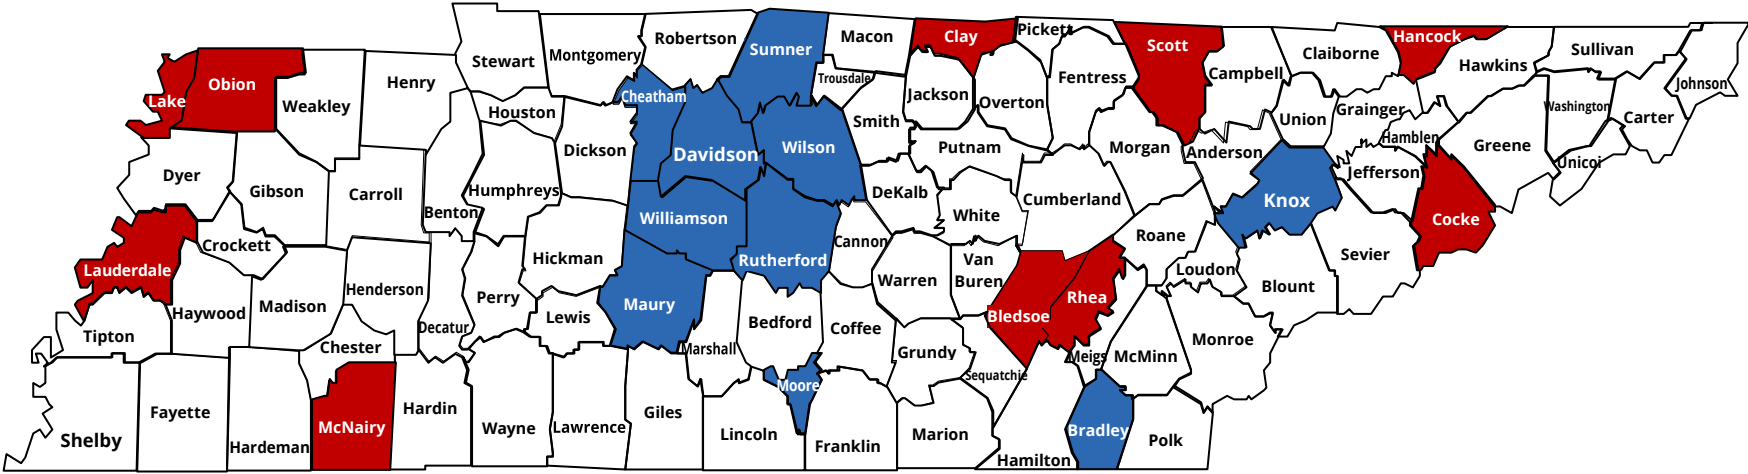 Lake
Obion
Weakley
Henry
Stewart
Montgomery
Robertson
Sumner
Macon
Trousdale
Clay
Pickett
Fentress
Scott
Campbell
Claiborne
Hancock
Hawkins
Sullivan
Johnson
Carter
Washington
Unicoi
Greene
Hamblen
Grainger
Union
Anderson
Morgan
Overton
Jackson
Putnam
Smith
Wilson
Davidson
Cheatham
Dickson
Houston
Humphreys
Benton
Carroll
Gibson
Dyer
Crockett
Lauderdale
Haywood
Madison
Henderson
Decatur
Perry
Hickman
Williamson
Rutherford
Cannon
DeKalb
White
Cumberland
Roane
Loudon
Knox
Jefferson
Cocke
Sevier
Blount
Monroe
McMinn
Meigs
Rhea
Bledsoe
Van
Buren
Warren
Coffee
Bedford
Maury
Lewis
Marshall
Moore
Grundy
Sequatchie
Tipton
Chester
Shelby
Fayette
Hardeman
McNairy
Hardin
Wayne
Lawrence
Giles
Lincoln
Franklin
Marion
Hamilton
Bradley
Polk